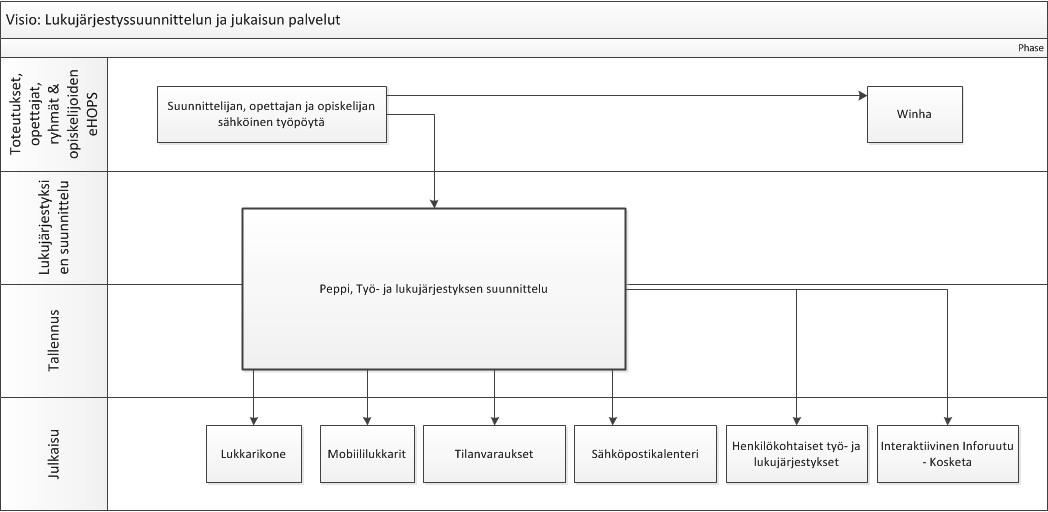 Visio: Lukujärjestyssuunnittelun ja jukaisun palvelut
Phase
Toteutukset,
opettajat,
ryhmät &
opiskelijoiden
eHOPS
Suunnittelijan, opettajan ja opiskelijan
sähköinen työpöytä
Winha
Lukujärjestyksi
en suunnittelu
Peppi, Työ- ja lukujärjestyksen suunnittelu
Tallennus
Julkaisu
Lukkarikone
Mobiililukkarit
Tilanvaraukset
Sähköpostikalenteri
Henkilökohtaiset työ- ja
lukujärjestykset
Interaktiivinen Inforuutu
- Kosketa